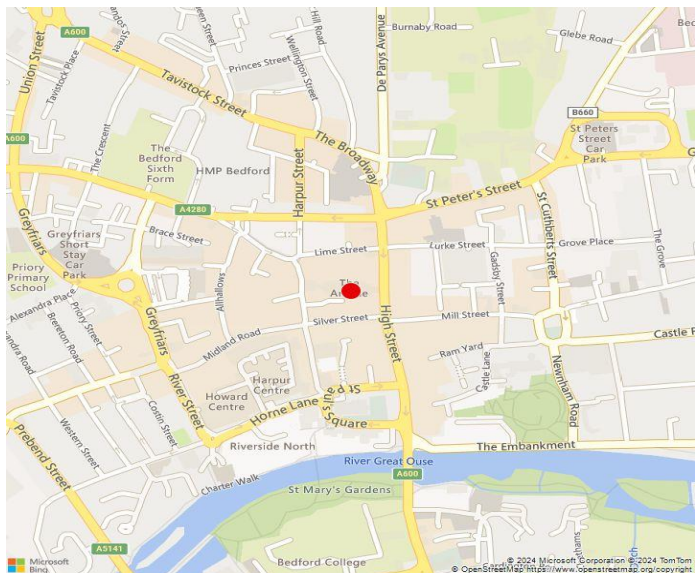 A600
Burnaby Road
Glebe Road
Union Street
Tavistock Place
Hill Road
Princes Street
Wellington Street
De Parys Avenue
Tavistock Street
B660
A600
The Crescent
The Broadway
St Peters
Street
Car
Park
The
Bedford
Sixth
Form
HMP Bedford
Harpur Street
St Peter's Street
St Cuthberts Street
A4280
Greyfriars
Brace Street
Greyfriars
Short
Stay
Car
Park
Lime Street
Lurke Street
Gadsby Street
Grove Place
The Grove
Priory
Primary
School
Allhallows
The
Alexandra Place
Priory Street
Brereton Road
Greyfriars
Silver Street
High Street
Mill Street
Midland Road
Ram Yard
Castle Lane
Newnham Road
River Street
Harpur
Centre
Howard
Centre
Horne Lane
St Paul's Square
Costin Street
Western Street
Prebend Street
Riverside North
The Embankment
River Great Ouse
A600
Charter Walk
St Mary's Gardens
A5141
Bedford College
Microsoft
Bing
© 2024 Microsoft Corporation © 2024 TomTom
© OpenStreetMap https://www.openstreetmap.org/copyright